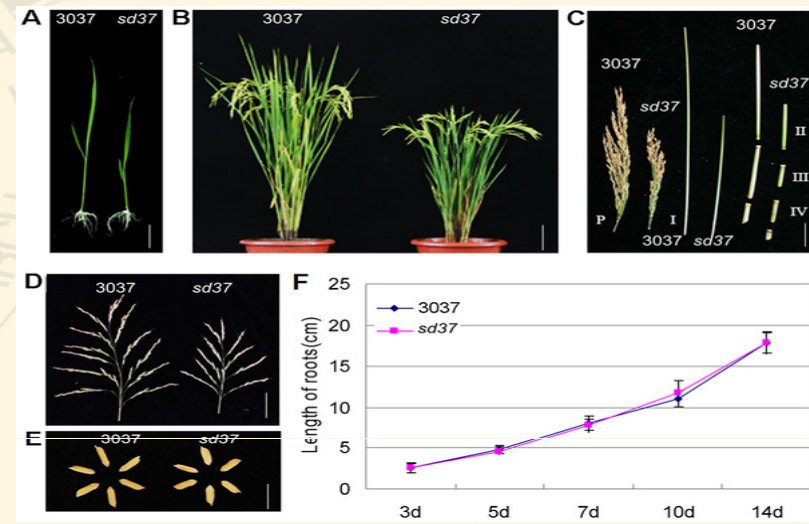 A
3037 sd37
B
3037 sd37
C
3037
sd37
3037
sd37
P
I
3037 sd37
II
III
IV
D
3037 sd37
E
3037 sd37
F
3037
sd37
Length of roots(cm)
25
20
15
10
5
0
3d 5d 7d 10d 14d